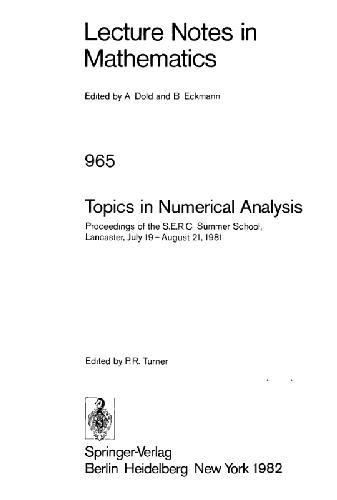 Lecture Notes in
Mathematics
Edited by A. Dold and B. Eckmann
965
Topics in Numerical Analysis
Proceedings of the S.E.R.C. Summer School,
Lancaster, July 19 – August 21, 1981
Edited by P.R. Turner
Springer-Verlag
Berlin Heidelberg New York 1982